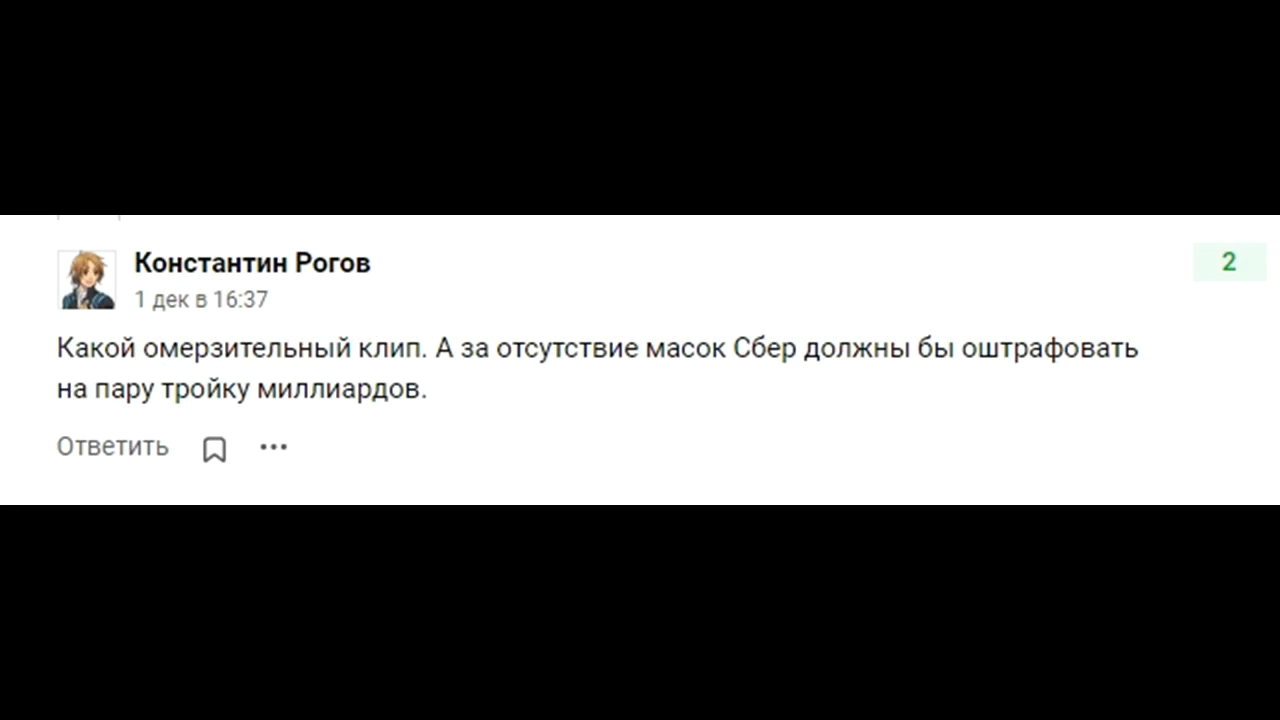 Константин Рогов
2
1 дек в 16:37
Какой омерзительный клип. А за отсутствие масок Сбер должны бы оштрафовать
на пару тройку миллиардов.
Ответить